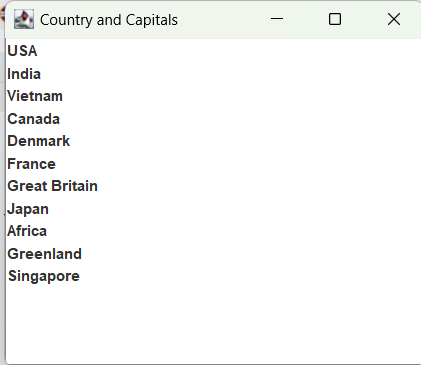 Country and Capitals
USA
India
Vietnam
Canada
Denmark
France
Great Britain
Japan
Africa
Greenland
Singapore